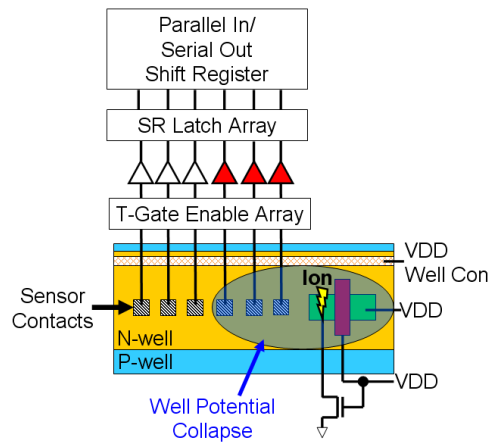 Parallel In/
Serial Out
Shift Register
SR Latch Array
T-Gate Enable Array
VDD
Well Con
Ion
Sensor
Contacts
VDD
N-well
P-well
VDD
Well Potential
Collapse